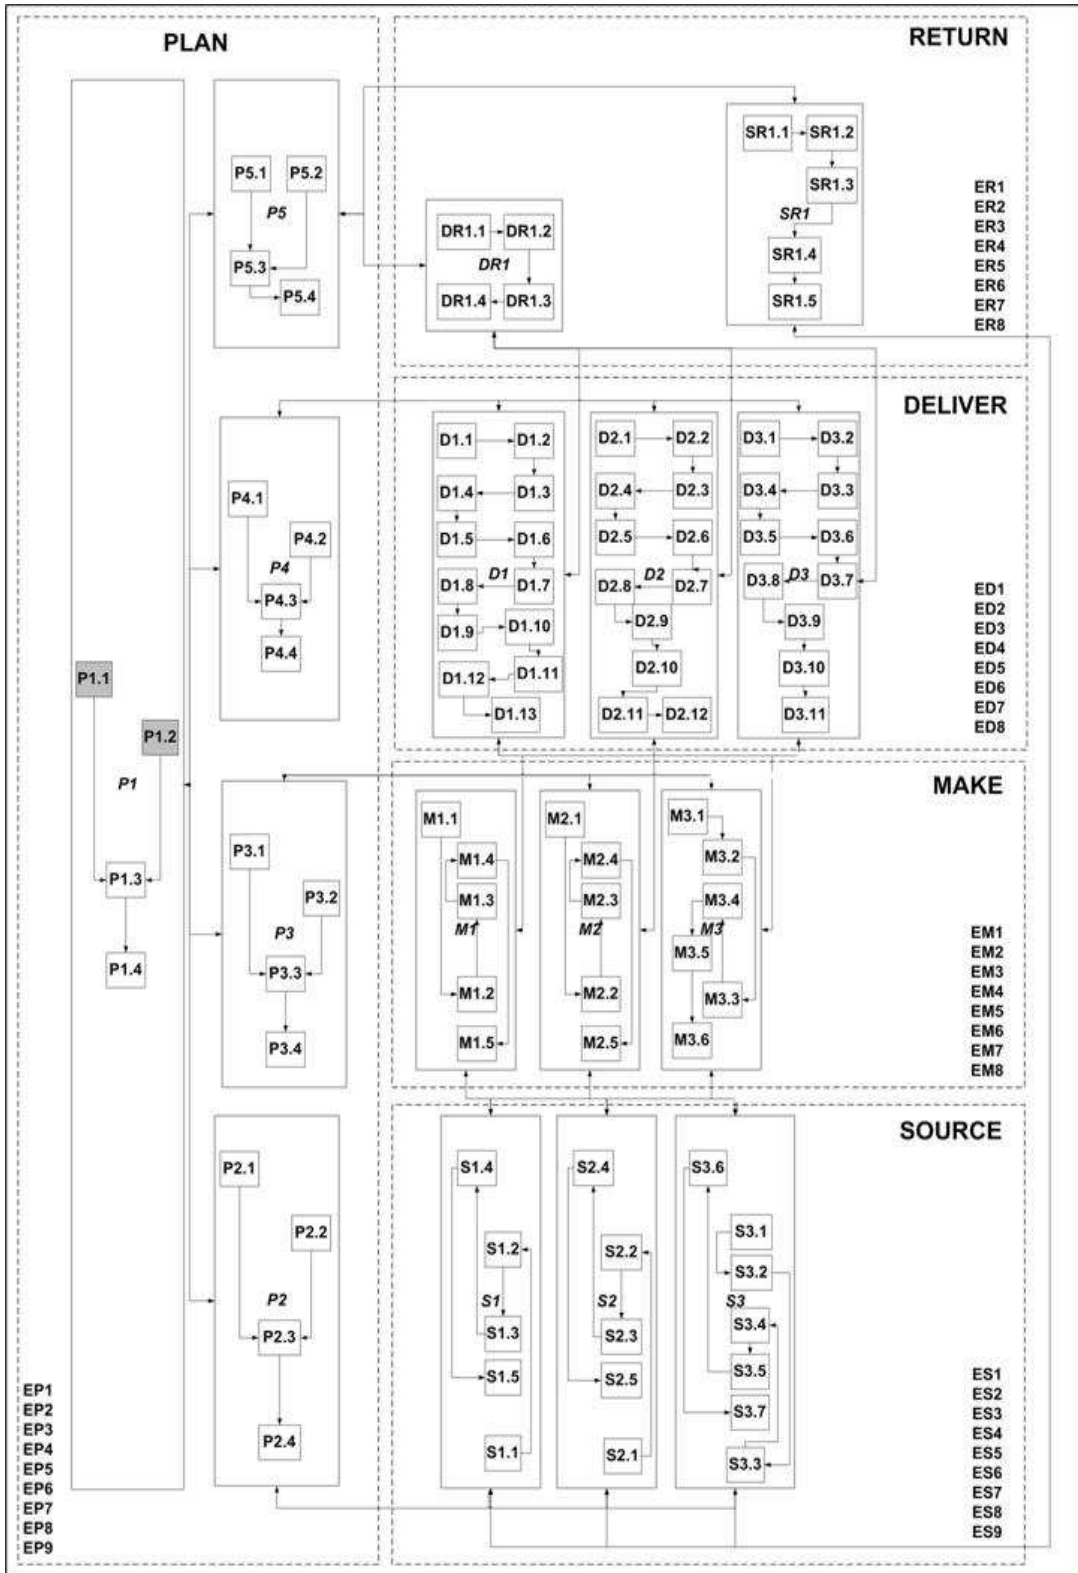 PLAN
P1.1
P1.2
P1
P1.3
P1.4
EP1
EP2
EP3
EP4
EP5
EP6
EP7
EP8
EP9
P5.1 P5.2
P5
P5.3
P5.4
P4.1
P4.2
P4
P4.3
P4.4
P3.1
P3.2
P3
P3.3
P3.4
P2.1
P2.2
P2
P2.3
P2.4
RETURN
DR1.1 DR1.2
DR1
DR1.4 DR1.3
SR1.1 SR1.2
SR1.3
SR1
SR1.4
SR1.5
ER1
ER2
ER3
ER4
ER5
ER6
ER7
ER8
DELIVER
D1.1 D1.2
D1.4 D1.3
D1.5 D1.6
D1.8 D1 D1.7
D1.9 D1.10
D1.12 D1.11
D1.13
D2.1 D2.2
D2.4 D2.3
D2.5 D2.6
D2.8 D2 D2.7
D2.9
D2.10
D2.11 D2.12
D3.1 D3.2
D3.4 D3.3
D3.5 D3.6
D3.8 D3 D3.7
D3.9
D3.10
D3.11
ED1
ED2
ED3
ED4
ED5
ED6
ED7
ED8
MAKE
M1.1
M1.4
M1.3
M1
M1.2
M1.5
M2.1
M2.4
M2.3
M2
M2.2
M2.5
M3.1
M3.2
M3.4
M3
M3.5
M3.3
M3.6
EM1
EM2
EM3
EM4
EM5
EM6
EM7
EM8
SOURCE
S1.4
S1.2
S1
S1.3
S1.5
S1.1
S2.4
S2.2
S2
S2.3
S2.5
S2.1
S3.6
S3.1
S3.2
S3
S3.4
S3.5
S3.7
S3.3
ES1
ES2
ES3
ES4
ES5
ES6
ES7
ES8
ES9